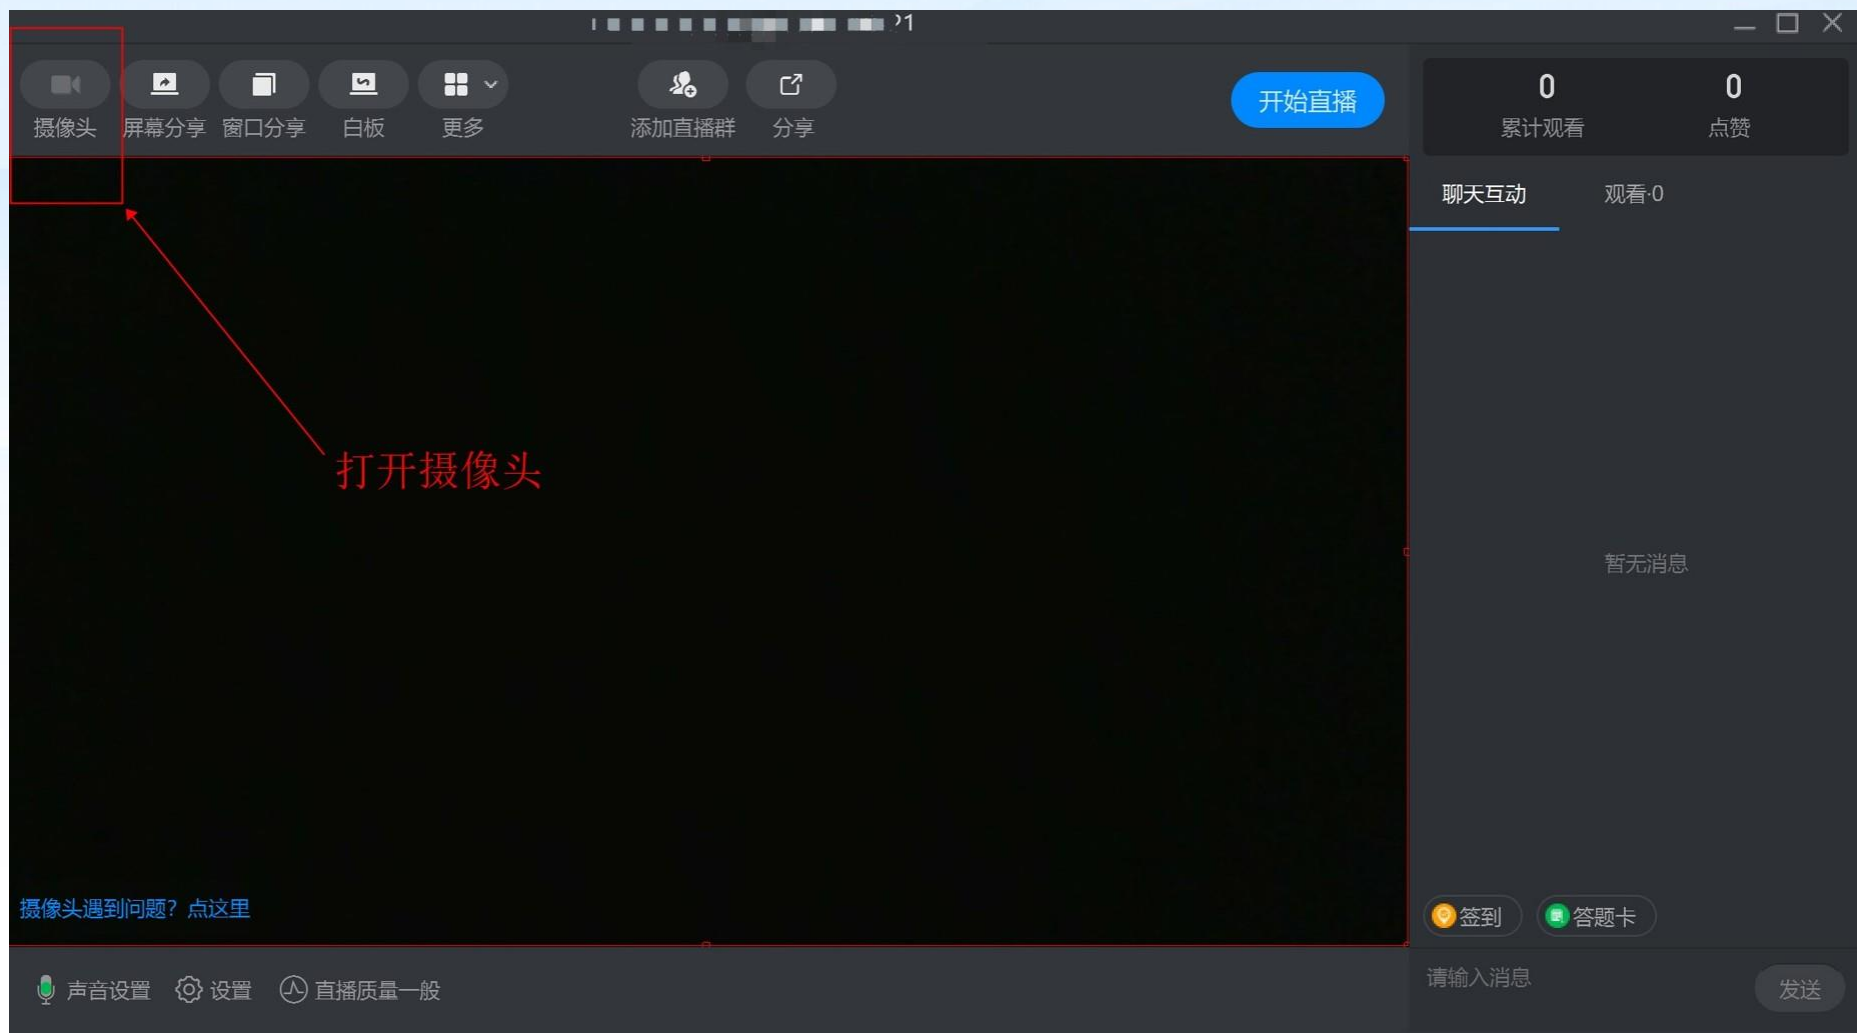 21
摄像头 屏幕分享 窗口分享 白板 更多 添加直播群 分享
开始直播
0 0
累计观看 点赞
聊天互动 观看·0
打开摄像头
暂无消息
摄像头遇到问题？点这里
签到 答题卡
声音设置 设置 直播质量一般
请输入消息
发送